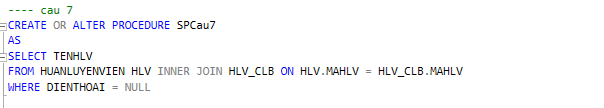 ---- cau 7
CREATE OR ALTER PROCEDURE SPCau7
AS
SELECT TENHLV
FROM HUANLUYENVIEN HLV INNER JOIN HLV_CLB ON HLV.MAHLV = HLV_CLB.MAHLV
WHERE DIENTHOAI = NULL